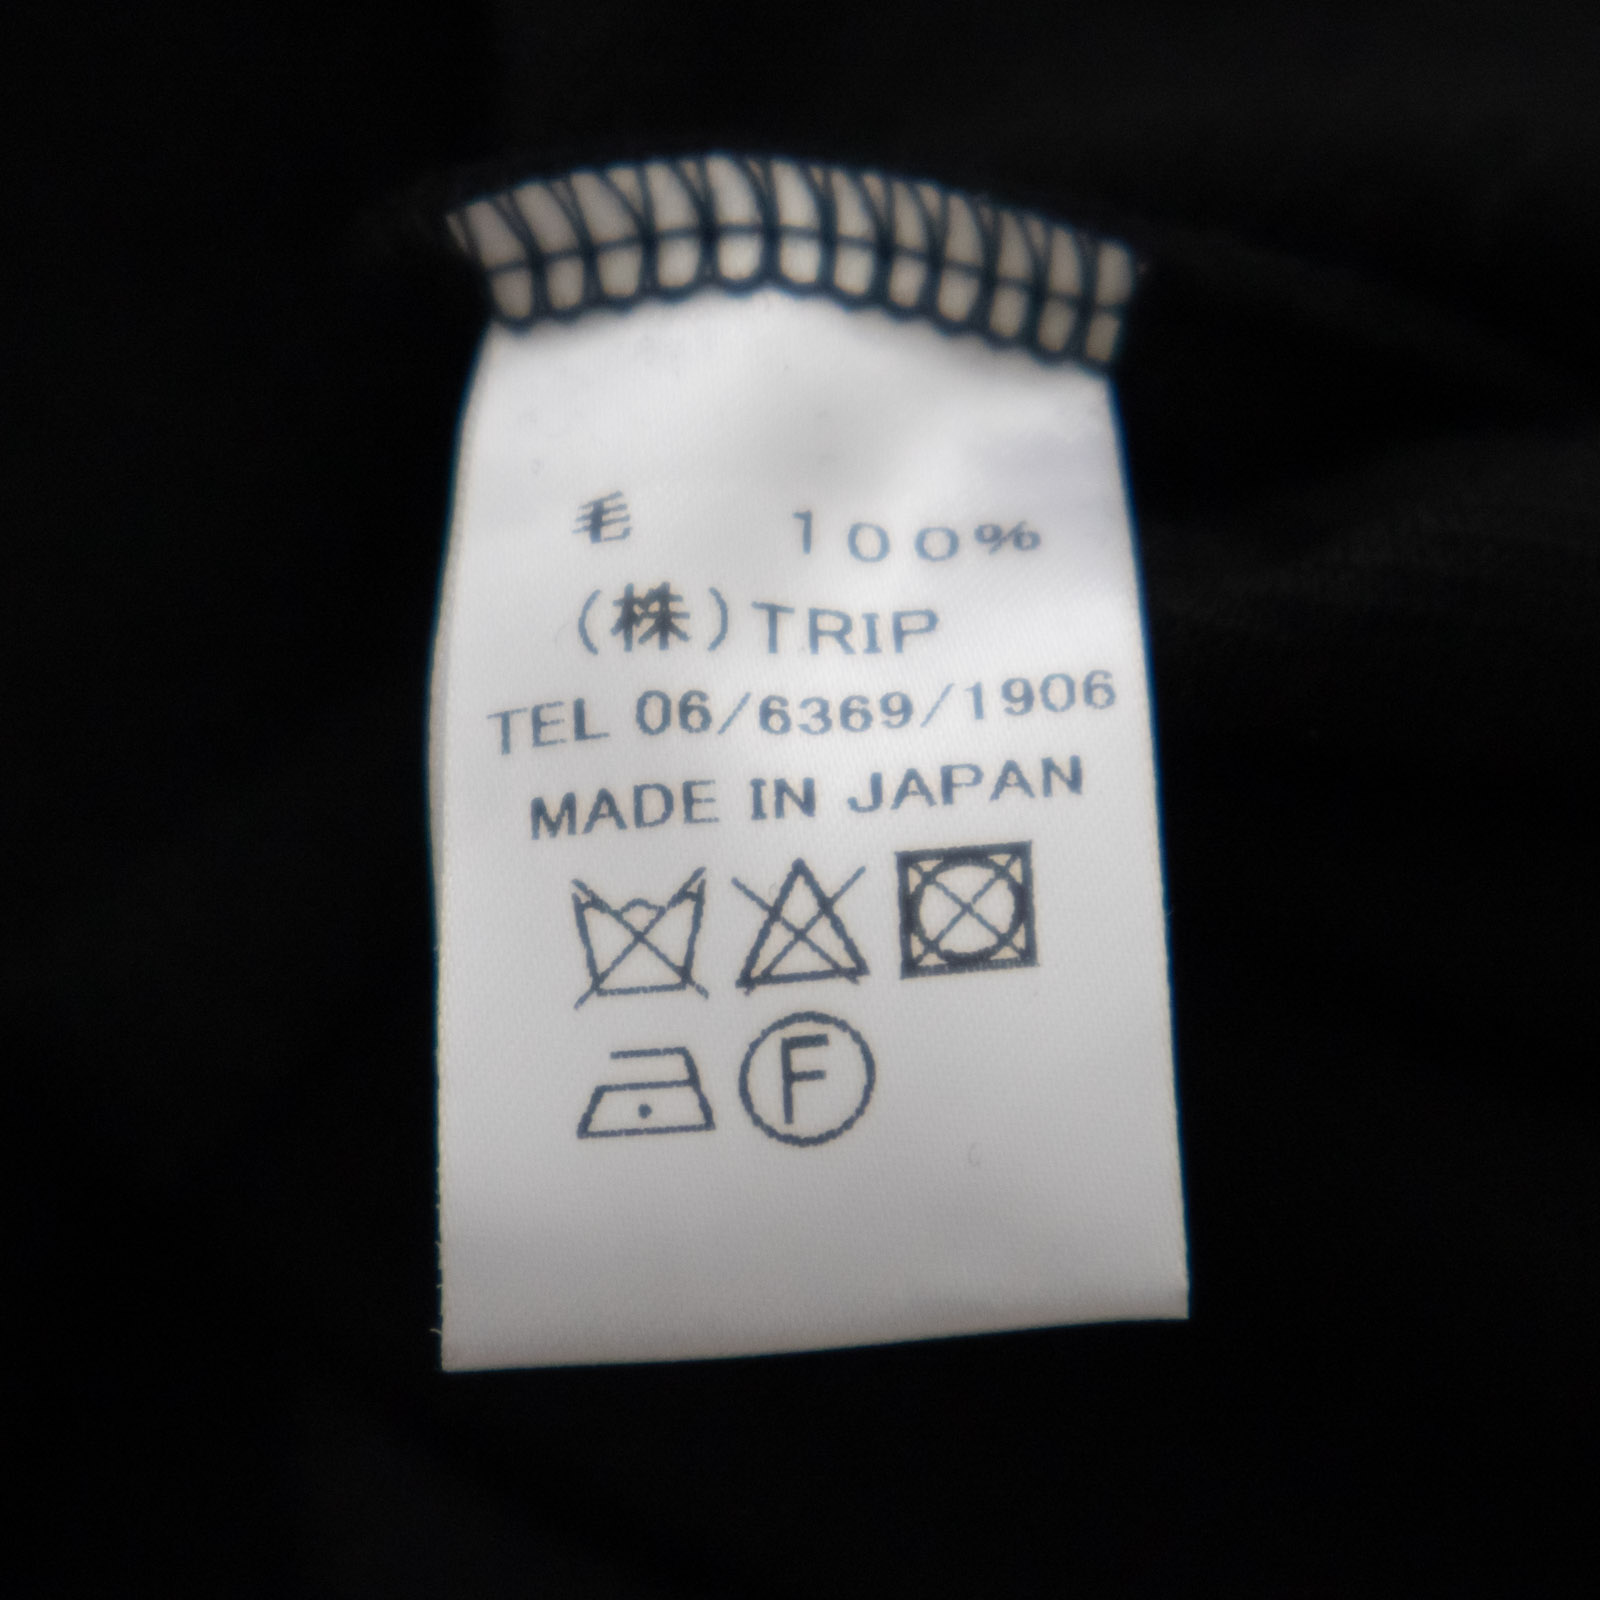 毛 100%
(株)TRIP
TEL 06/6369/1906
MADE IN JAPAN
F